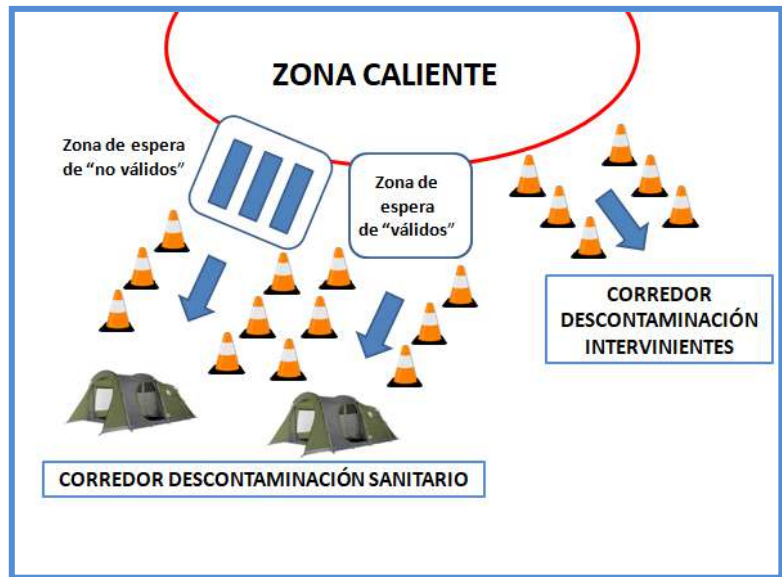 ZONA CALIENTE
Zona de espera
de “no válidos”
Zona de
espera
de “válidos”
CORREDOR
DESCONTAMINACIÓN
INTERVINIENTES
CORREDOR DESCONTAMINACIÓN SANITARIO